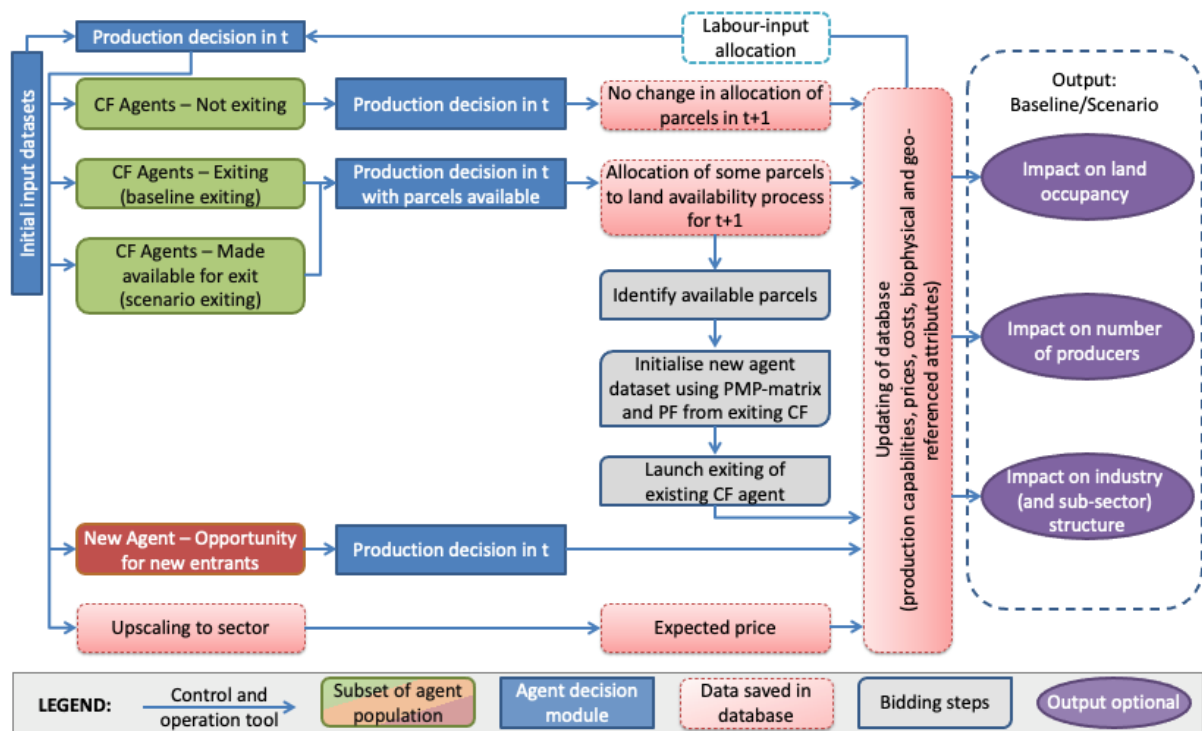 Production decision in t
Labour-input
allocation
Initial input datasets
CF Agents – Not exiting
Production decision in t
No change in allocation of
parcels in t+1
CF Agents – Exiting
(baseline exiting)
Production decision in t
with parcels available
Allocation of some parcels
to land availability process
for t+1
CF Agents – Made
available for exit
(scenario exiting)
Identify available parcels
Initialise new agent
dataset using PMP-matrix
and PF from exiting CF
Launch exiting of
existing CF agent
New Agent – Opportunity
for new entrants
Production decision in t
Upscaling to sector
Expected price
Updating of database
(production capabilities, prices, costs, biophysical and geo-
referenced attributes)
Output:
Baseline/Scenario
Impact on land
occupancy
Impact on number
of producers
Impact on industry
(and sub-sector)
structure
LEGEND:
Control and
operation tool
Subset of agent
population
Agent decision
module
Data saved in
database
Bidding steps
Output optional